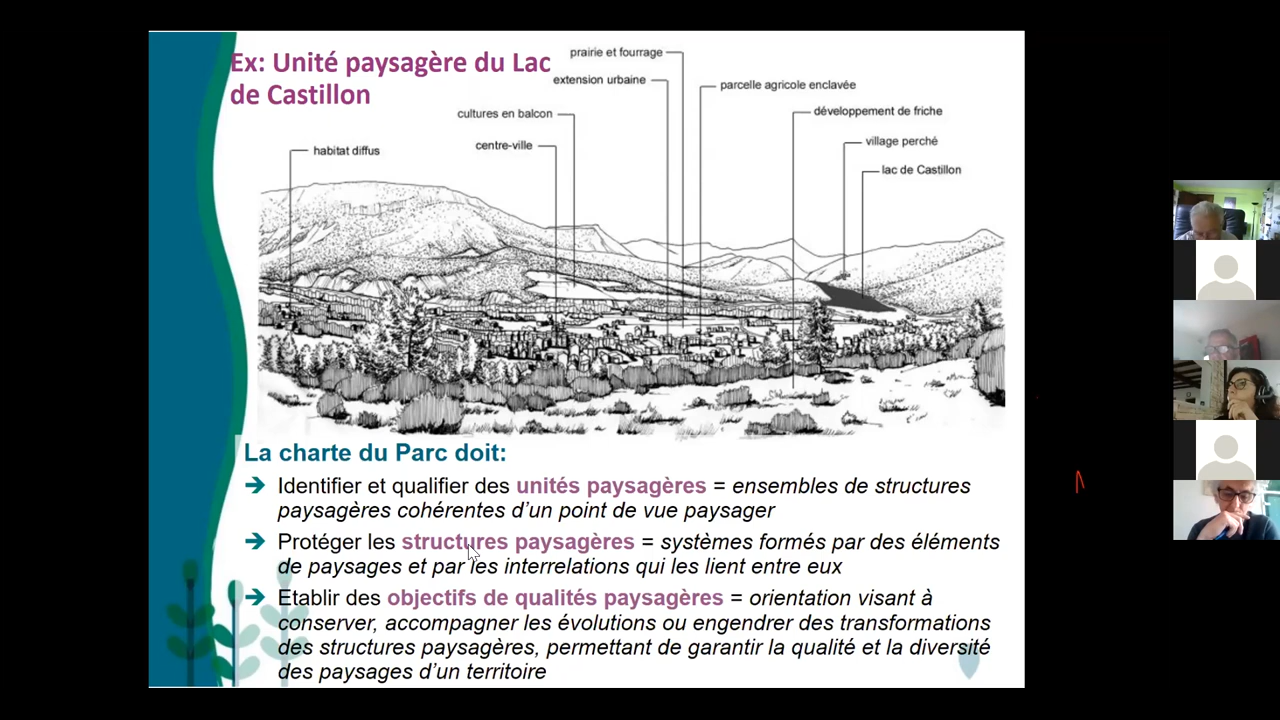 Ex: Unité paysagère du Lac
de Castillon
prairie et fourrage
extension urbaine
parcelle agricole enclavée
cultures en balcon
développement de friche
centre-ville
village perché
habitat diffus
lac de Castillon
La charte du Parc doit:
➔ Identifier et qualifier des unités paysagères = ensembles de structures
paysagères cohérentes d’un point de vue paysager
➔ Protéger les structures paysagères = systèmes formés par des éléments
de paysages et par les interrelations qui les lient entre eux
➔ Etablir des objectifs de qualités paysagères = orientation visant à
conserver, accompagner les évolutions ou engendrer des transformations
des structures paysagères, permettant de garantir la qualité et la diversité
des paysages d’un territoire